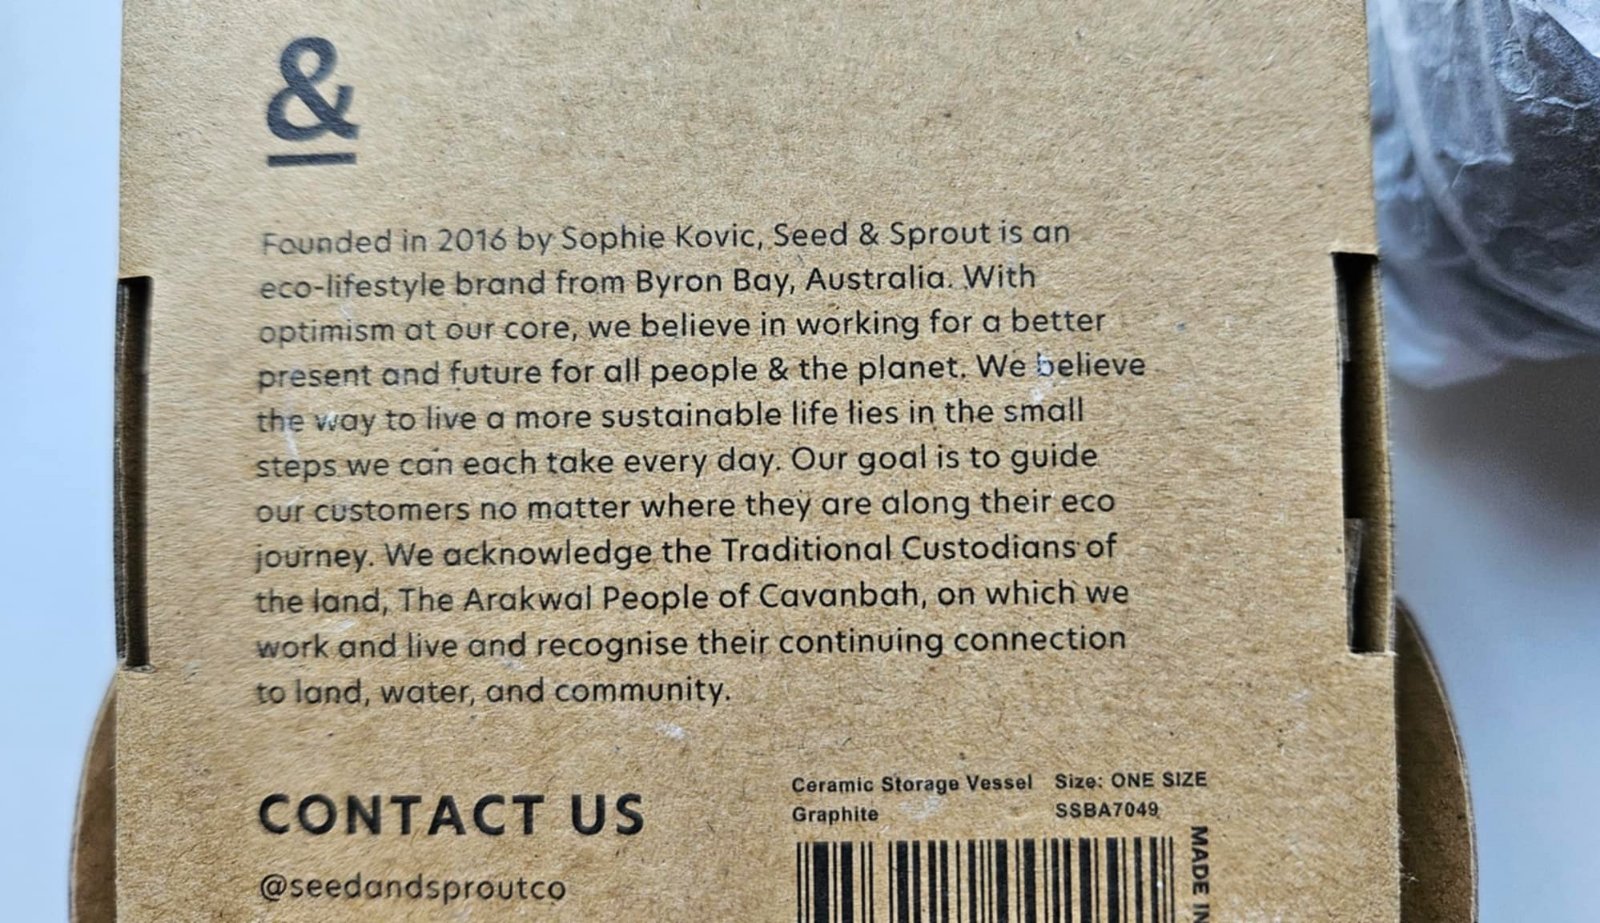 &
Founded in 2016 by Sophie Kovic, Seed & Sprout is an
eco-lifestyle brand from Byron Bay, Australia. With
optimism at our core, we believe in working for a better
present and future for all people & the planet. We believe
the way to live a more sustainable life lies in the small
steps we can each take every day. Our goal is to guide
our customers no matter where they are along their eco
journey. We acknowledge the Traditional Custodians of
the land, The Arakwal People of Cavanbah, on which we
work and live and recognise their continuing connection
to land, water, and community.
CONTACT US
@seedandsproutco
Ceramic Storage Vessel Size: ONE SIZE
Graphite SSBA7049
MADE IN